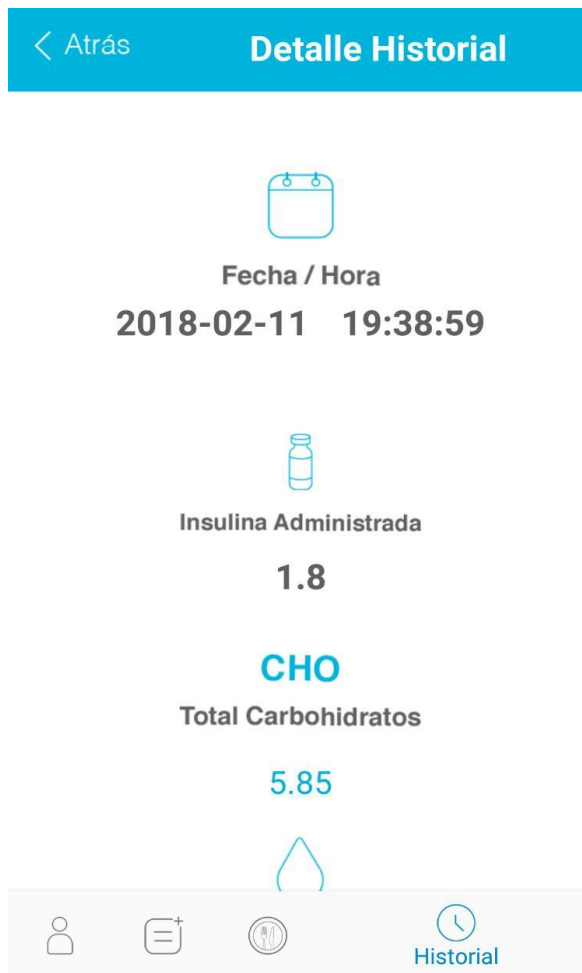 Atrás Detalle Historial
Fecha / Hora
2018-02-11 19:38:59
Insulina Administrada
1.8
CHO
Total Carbohidratos
5.85
Historial